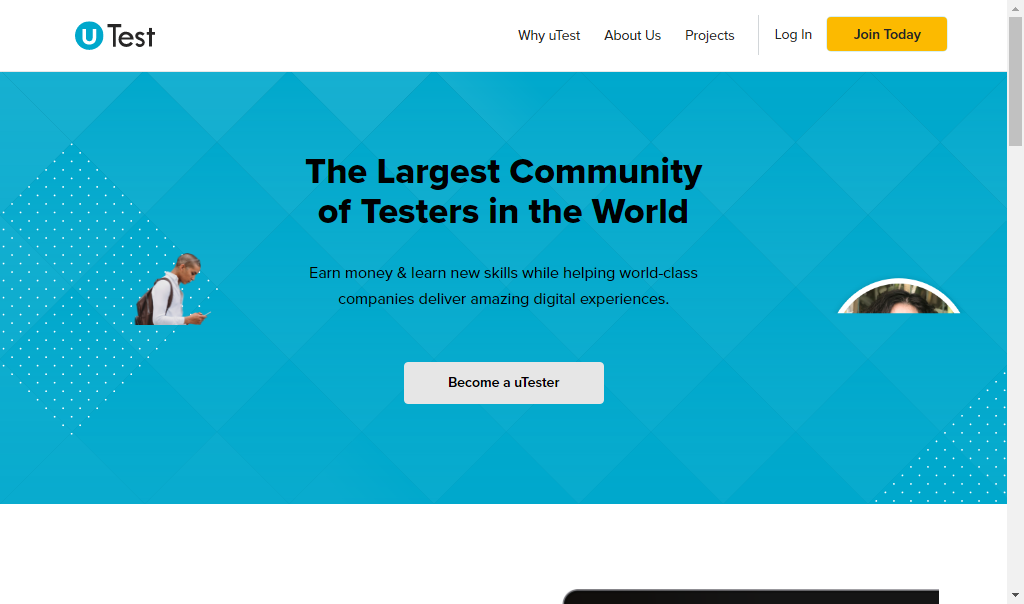 uTest
Why uTest
About Us
Projects
Log In
Join Today
The Largest Community
of Testers in the World
Earn money & learn new skills while helping world-class
companies deliver amazing digital experiences.
Become a uTester